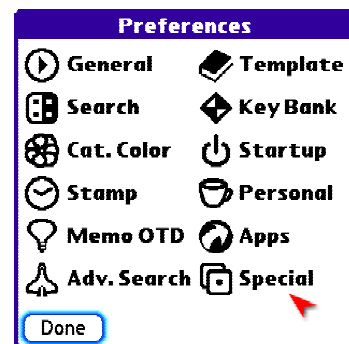 Preferences
General Template
Search Key Bank
Cat. Color Startup
Stamp Personal
Memo OTD Apps
Adv. Search Special
Done